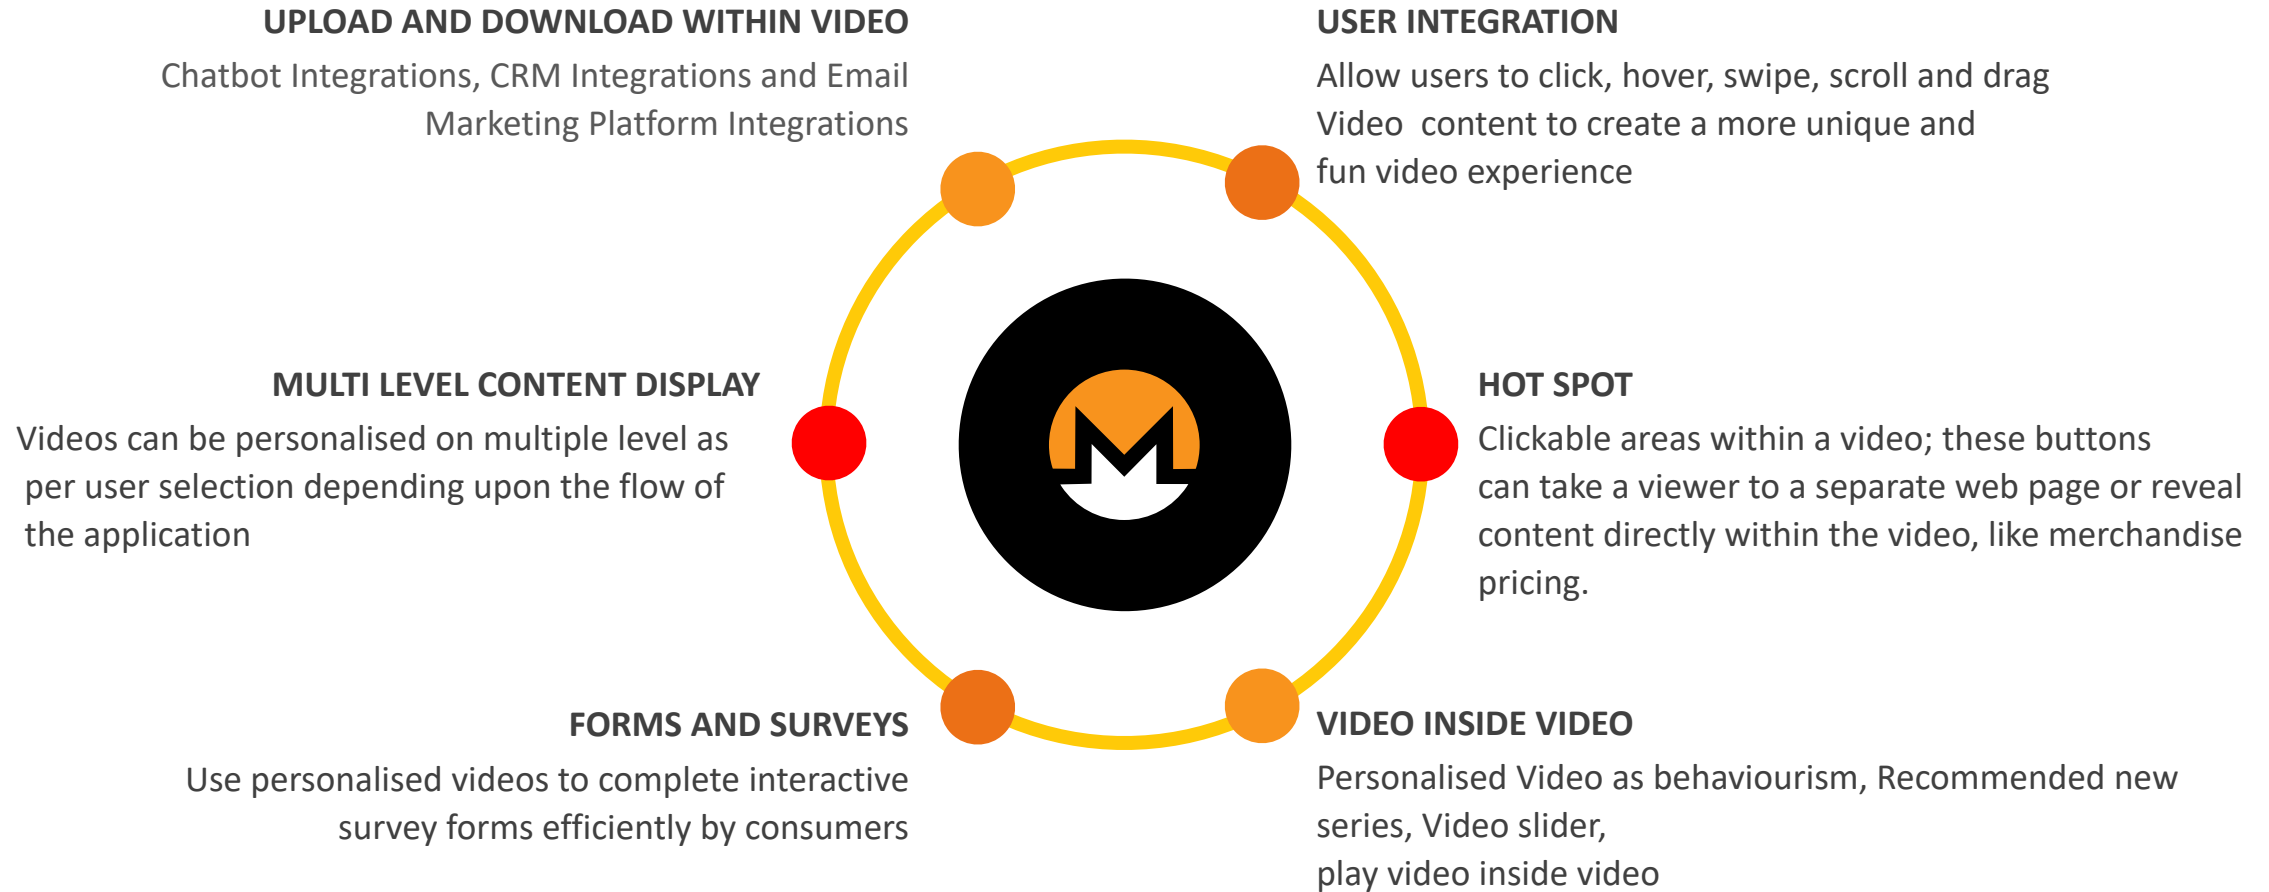 UPLOAD AND DOWNLOAD WITHIN VIDEO
Chatbot Integrations, CRM Integrations and Email
Marketing Platform Integrations
USER INTEGRATION
Allow users to click, hover, swipe, scroll and drag
Video  content to create a more unique and
fun video experience
MULTI LEVEL CONTENT DISPLAY
Videos can be personalised on multiple level as
per user selection depending upon the flow of
the application
HOT SPOT
Clickable areas within a video; these buttons
can take a viewer to a separate web page or reveal
content directly within the video, like merchandise
pricing.
FORMS AND SURVEYS
Use personalised videos to complete interactive
survey forms efficiently by consumers
VIDEO INSIDE VIDEO
Personalised Video as behaviourism, Recommended new
series, Video slider,
play video inside video